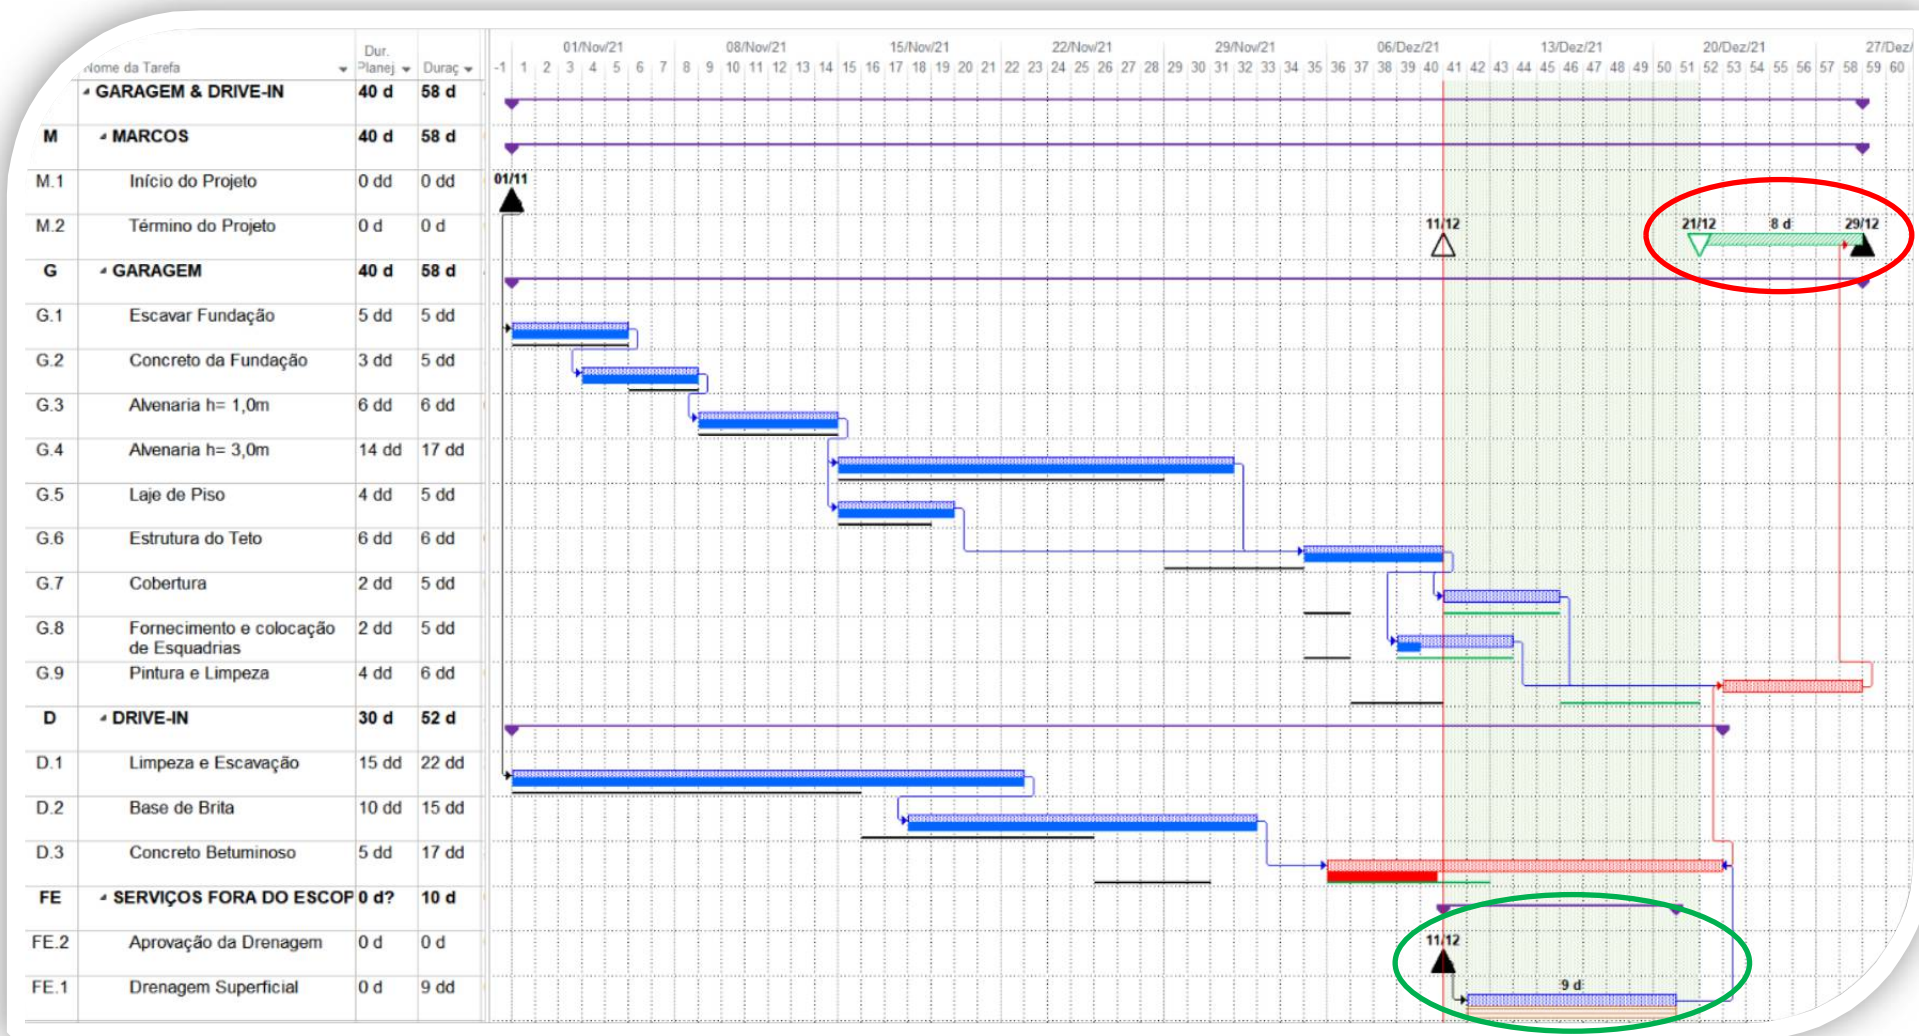 01/Nov/21 08/Nov/21 15/Nov/21 22/Nov/21 29/Nov/21 06/Dez/21 13/Dez/21 20/Dez/21 27/Dez/
Nome da Tarefa Dur. Planej. Duraç
-1 1 2 3 4 5 6 7 8 9 10 11 12 13 14 15 16 17 18 19 20 21 22 23 24 25 26 27 28 29 30 31 32 33 34 35 36 37 38 39 40 41 42 43 44 45 46 47 48 49 50 51 52 53 54 55 56 57 58 59 60
GARAGEM & DRIVE-IN 40 d 58 d
M MARCOS 40 d 58 d
M.1 Início do Projeto 0 dd 0 dd 01/11
M.2 Término do Projeto 0 d 0 d 11/12 21/12 8 d 29/12
G GARAGEM 40 d 58 d
G.1 Escavar Fundação 5 dd 5 dd
G.2 Concreto da Fundação 3 dd 5 dd
G.3 Alvenaria h= 1,0m 6 dd 6 dd
G.4 Alvenaria h= 3,0m 14 dd 17 dd
G.5 Laje de Piso 4 dd 5 dd
G.6 Estrutura do Teto 6 dd 6 dd
G.7 Cobertura 2 dd 5 dd
G.8 Fornecimento e colocação 2 dd 5 dd
de Esquadrias
G.9 Pintura e Limpeza 4 dd 6 dd
D DRIVE-IN 30 d 52 d
D.1 Limpeza e Escavação 15 dd 22 dd
D.2 Base de Brita 10 dd 15 dd
D.3 Concreto Betuminoso 5 dd 17 dd
FE SERVIÇOS FORA DO ESCOP 0 d? 10 d
FE.2 Aprovação da Drenagem 0 d 0 d 11/12
FE.1 Drenagem Superficial 0 d 9 dd 9 d